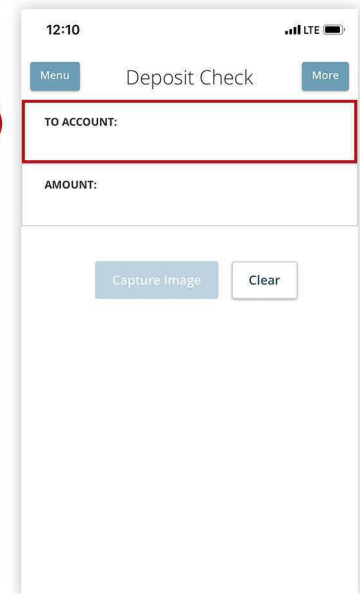 12:10
LTE
Menu
Deposit Check
More
TO ACCOUNT:
AMOUNT:
Capture Image
Clear